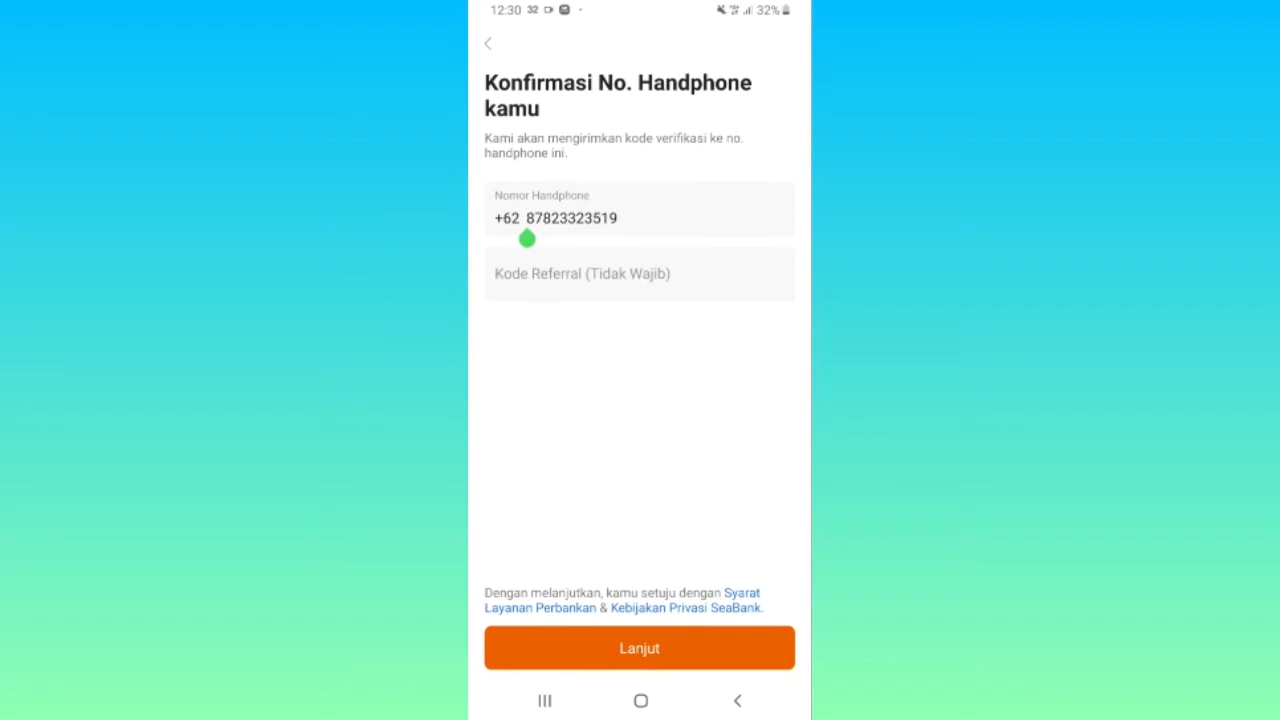 12:30 32 32%
Konfirmasi No. Handphone
kamu
Kami akan mengirimkan kode verifikasi ke no.
handphone ini.
Nomor Handphone
+62 87823323519
Kode Referral (Tidak Wajib)
Dengan melanjutkan, kamu setuju dengan Syarat
Layanan Perbankan & Kebijakan Privasi SeaBank.
Lanjut